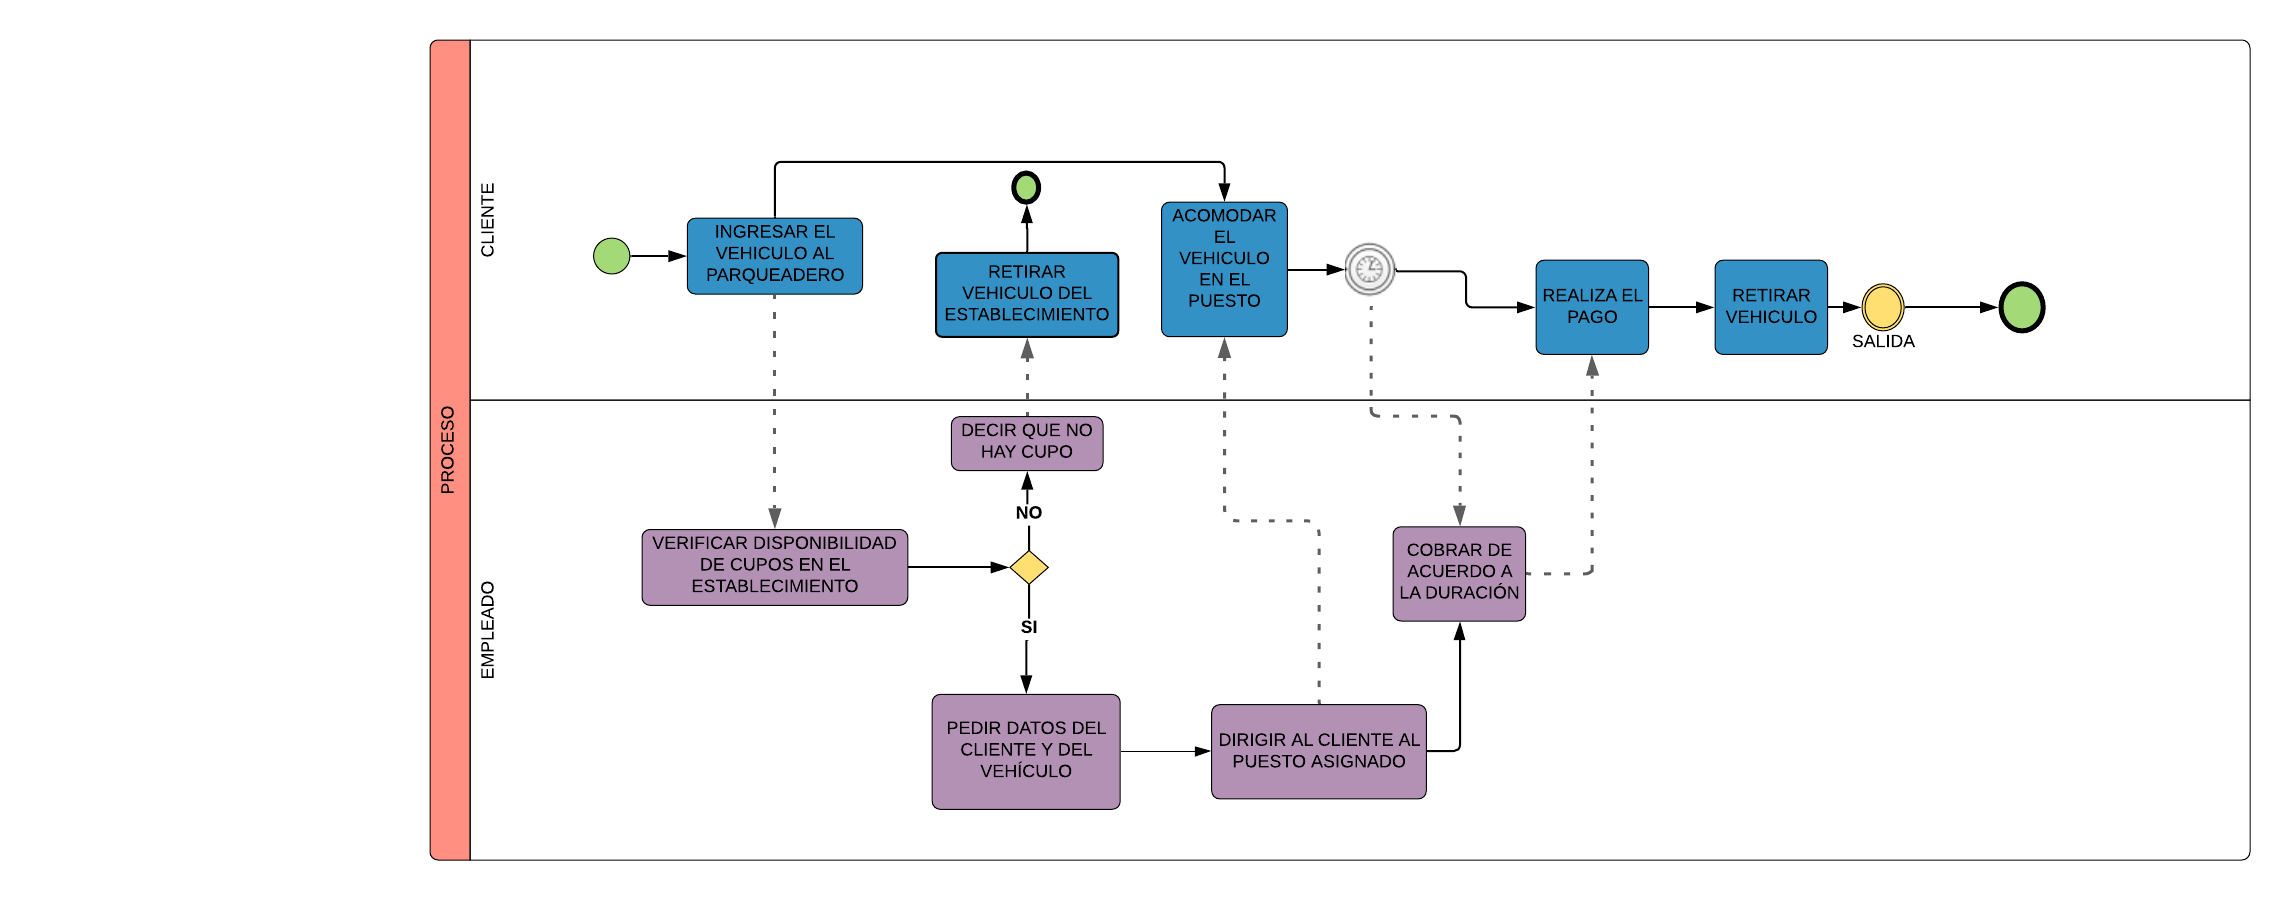 PROCESO
CLIENTE
INGRESAR EL
VEHICULO AL
PARQUEADERO
RETIRAR
VEHICULO DEL
ESTABLECIMIENTO
ACOMODAR
EL
VEHICULO
EN EL
PUESTO
REALIZA EL
PAGO
RETIRAR
VEHICULO
SALIDA
EMPLEADO
VERIFICAR DISPONIBILIDAD
DE CUPOS EN EL
ESTABLECIMIENTO
DECIR QUE NO
HAY CUPO
NO
SI
PEDIR DATOS DEL
CLIENTE Y DEL
VEHÍCULO
DIRIGIR AL CLIENTE AL
PUESTO ASIGNADO
COBRAR DE
ACUERDO A
LA DURACIÓN